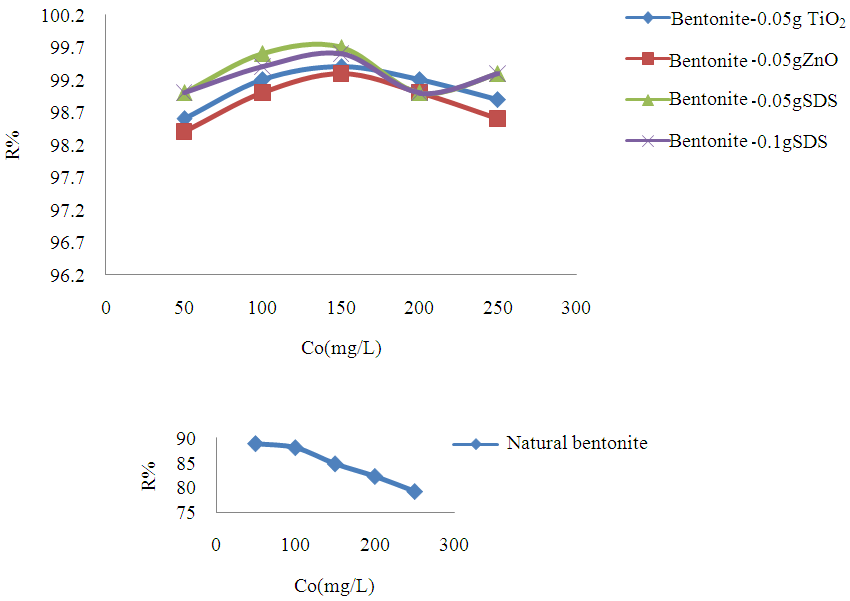 100.2
99.7
99.2
98.7
98.2
97.7
97.2
96.7
96.2
R%
0 50 100 150 200 250 300
Co(mg/L)
Bentonite-0.05g TiO₂
Bentonite -0.05gZnO
Bentonite -0.05gSDS
Bentonite -0.1gSDS
90
85
80
75
R%
0 100 200 300
Co(mg/L)
Natural bentonite